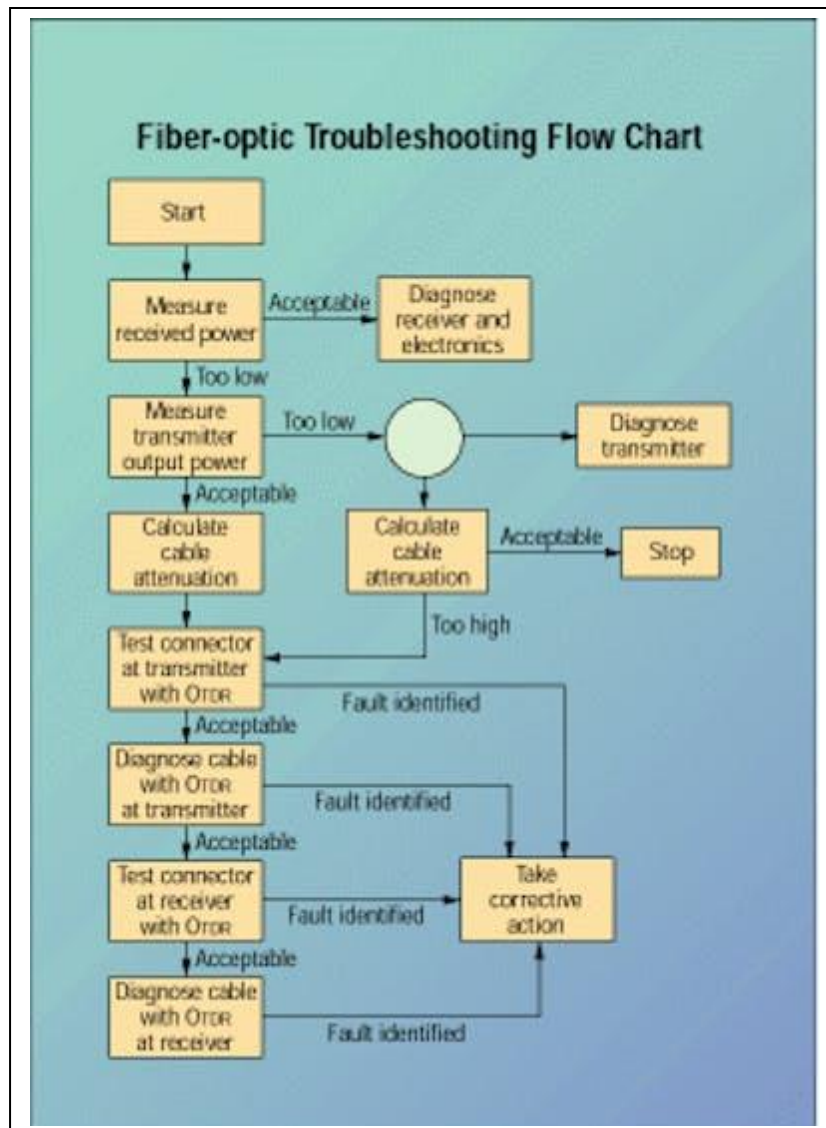 Fiber-optic Troubleshooting Flow Chart
Start
Measure
received power
Acceptable
Diagnose
receiver and
electronics
Too low
Measure
transmitter
output power
Too low
Diagnose
transmitter
Acceptable
Calculate
cable
attenuation
Calculate
cable
attenuation
Acceptable
Stop
Too high
Test connector
at transmitter
with OTDR
Fault identified
Acceptable
Diagnose cable
with OTDR
at transmitter
Fault identified
Acceptable
Test connector
at receiver
with OTDR
Fault identified
Take
corrective
action
Acceptable
Diagnose cable
with OTDR
at receiver
Fault identified